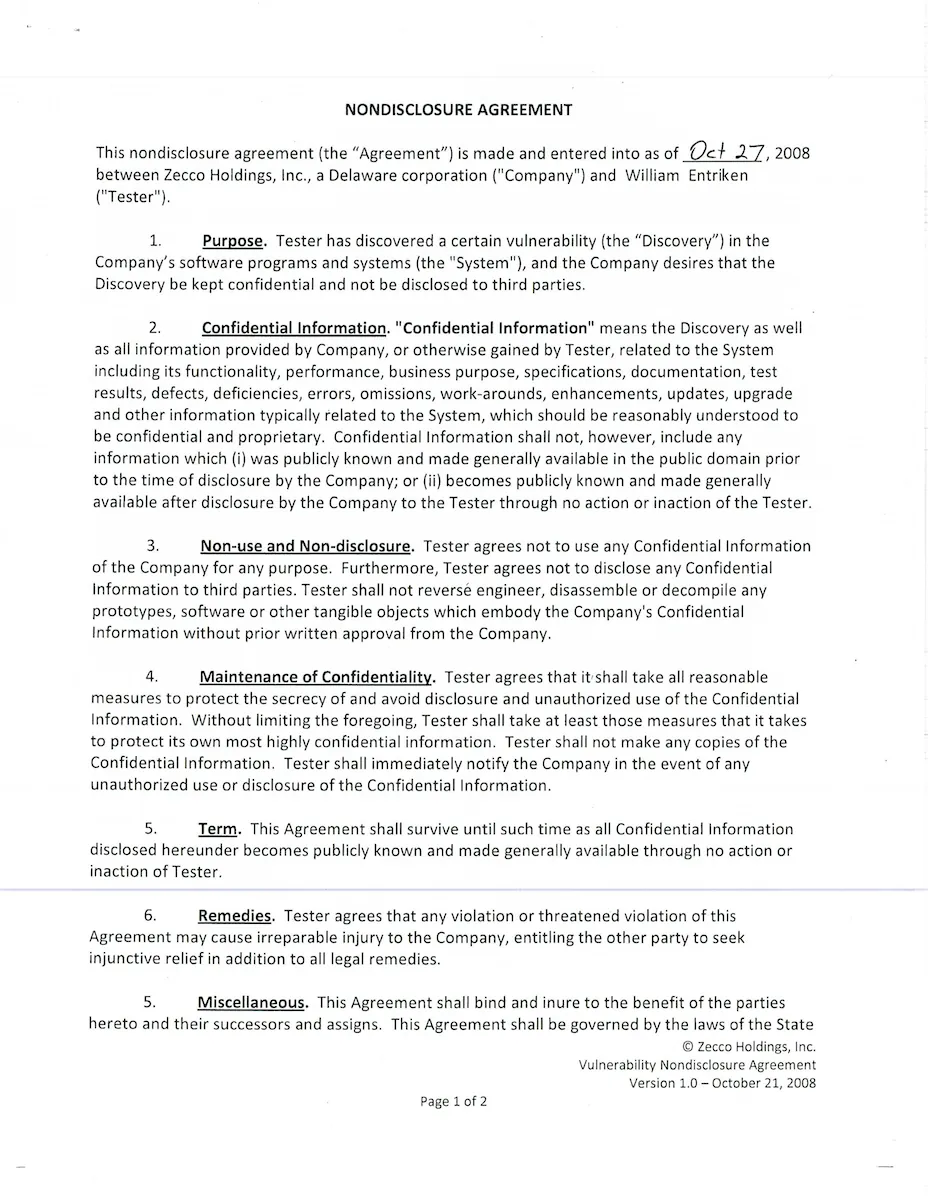 NONDISCLOSURE AGREEMENT
This nondisclosure agreement (the “Agreement”) is made and entered into as of Oct 27, 2008
between Zecco Holdings, Inc., a Delaware corporation ("Company") and William Entriken
("Tester").
1. Purpose. Tester has discovered a certain vulnerability (the “Discovery”) in the
Company’s software programs and systems (the "System"), and the Company desires that the
Discovery be kept confidential and not be disclosed to third parties.
2. Confidential Information. "Confidential Information" means the Discovery as well
as all information provided by Company, or otherwise gained by Tester, related to the System
including its functionality, performance, business purpose, specifications, documentation, test
results, defects, deficiencies, errors, omissions, work-arounds, enhancements, updates, upgrade
and other information typically related to the System, which should be reasonably understood to
be confidential and proprietary. Confidential Information shall not, however, include any
information which (i) was publicly known and made generally available in the public domain prior
to the time of disclosure by the Company; or (ii) becomes publicly known and made generally
available after disclosure by the Company to the Tester through no action or inaction of the Tester.
3. Non-use and Non-disclosure. Tester agrees not to use any Confidential Information
of the Company for any purpose. Furthermore, Tester agrees not to disclose any Confidential
Information to third parties. Tester shall not reverse engineer, disassemble or decompile any
prototypes, software or other tangible objects which embody the Company's Confidential
Information without prior written approval from the Company.
4. Maintenance of Confidentiality. Tester agrees that it shall take all reasonable
measures to protect the secrecy of and avoid disclosure and unauthorized use of the Confidential
Information. Without limiting the foregoing, Tester shall take at least those measures that it takes
to protect its own most highly confidential information. Tester shall not make any copies of the
Confidential Information. Tester shall immediately notify the Company in the event of any
unauthorized use or disclosure of the Confidential Information.
5. Term. This Agreement shall survive until such time as all Confidential Information
disclosed hereunder becomes publicly known and made generally available through no action or
inaction of Tester.
6. Remedies. Tester agrees that any violation or threatened violation of this
Agreement may cause irreparable injury to the Company, entitling the other party to seek
injunctive relief in addition to all legal remedies.
5. Miscellaneous. This Agreement shall bind and inure to the benefit of the parties
hereto and their successors and assigns. This Agreement shall be governed by the laws of the State
© Zecco Holdings, Inc.
Vulnerability Nondisclosure Agreement
Version 1.0 – October 21, 2008
Page 1 of 2